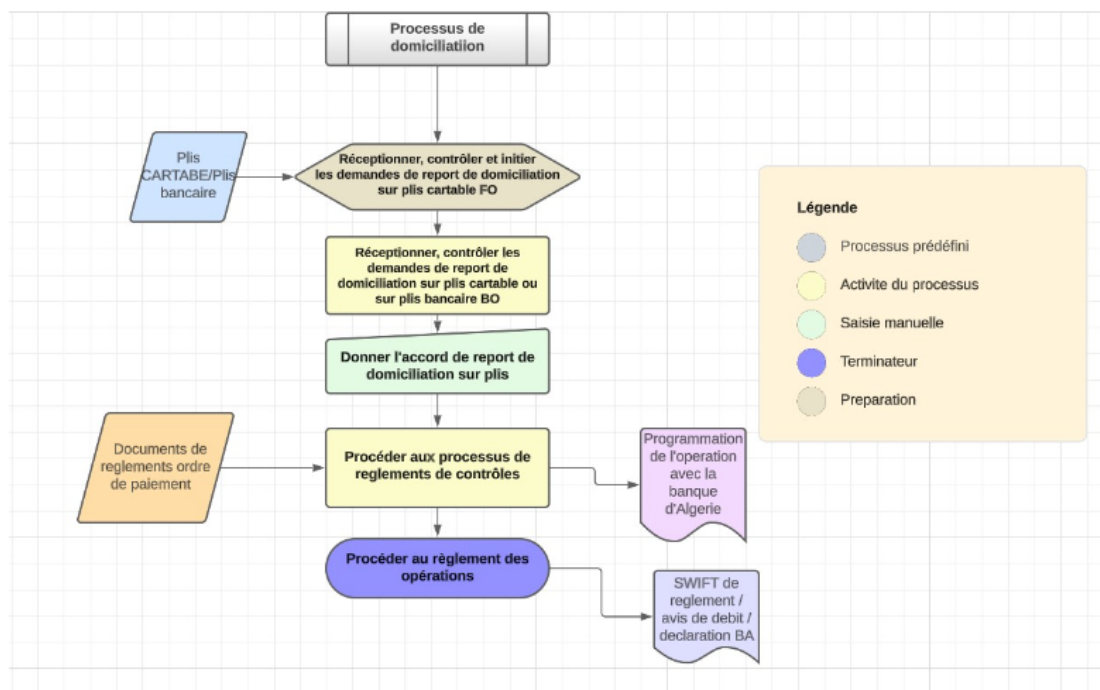 Processus de
domiciliatiion
Plis
CARTABE/Plis
bancaire
Réceptionner, contrôler et initier
les demandes de report de domiciliation
sur plis cartable FO
Réceptionner, contrôler les
demandes de report de
domiciliation sur plis cartable ou
sur plis bancaire BO
Donner l'accord de report de
domiciliation sur plis
Documents de
reglements ordre
de paiement
Procéder aux processus de
reglements de contrôles
Programmation
de l'operation
avec la
banque
d'Algerie
Procéder au règlement des
opérations
SWIFT de
reglement /
avis de debit /
declaration BA
Légende
Processus prédéfini
Activite du processus
Saisie manuelle
Terminateur
Preparation